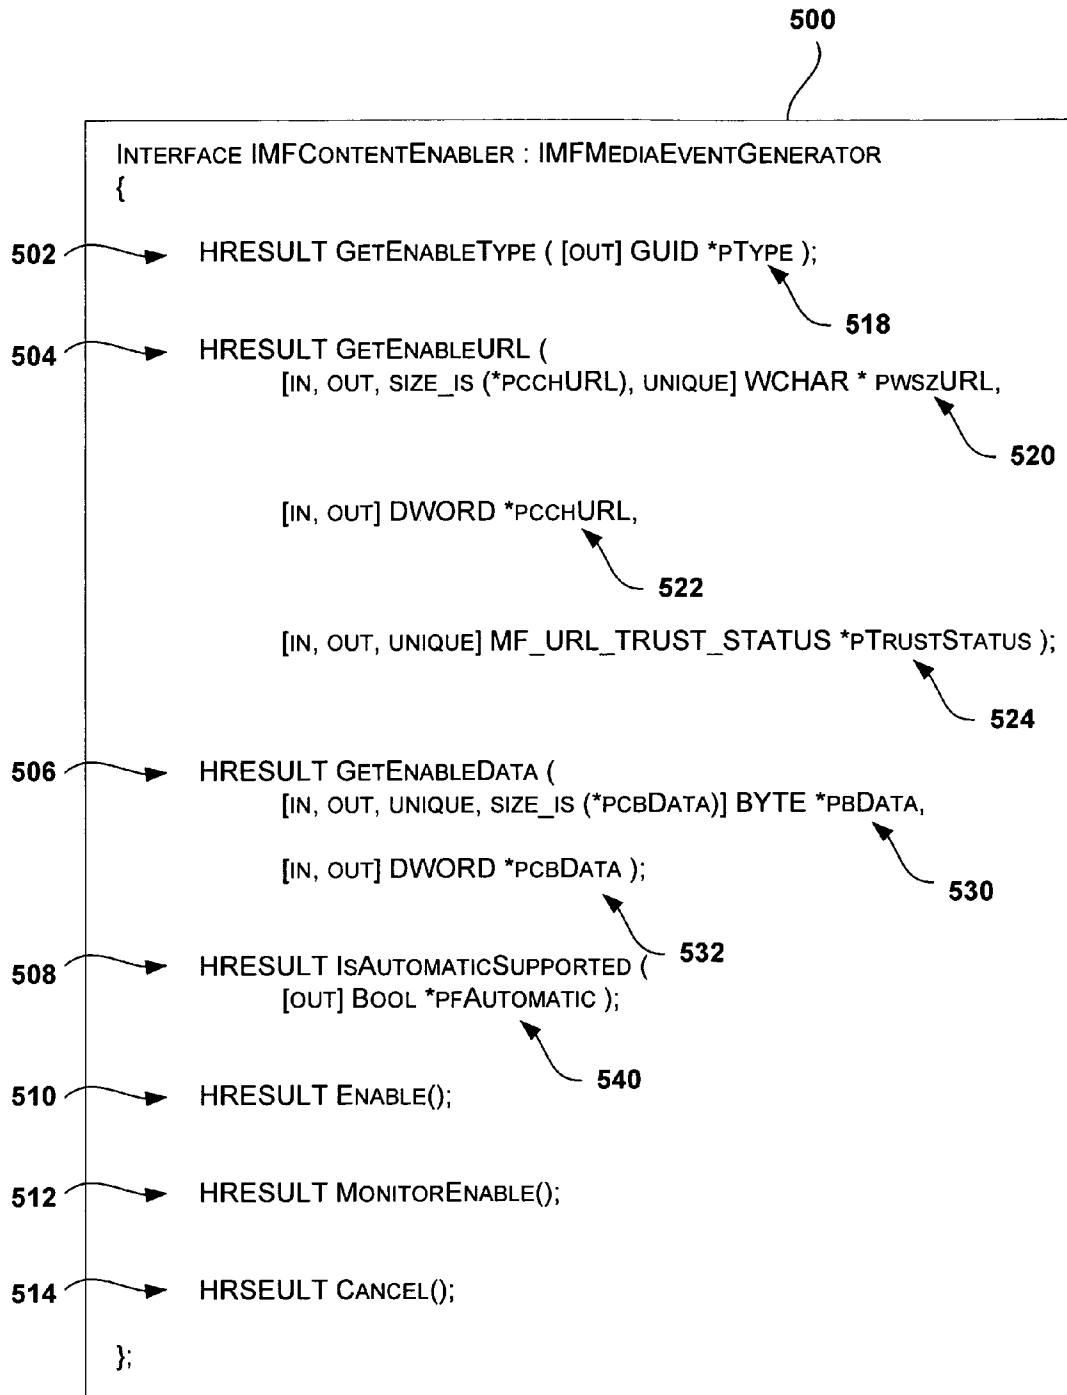 500
INTERFACE IMFCONTENTENABLER : IMFMEDIAEVENTGENERATOR
{
502 HRESULT GETENABLETYPE ( [OUT] GUID *PTYPE );
518
504 HRESULT GETENABLEURL (
[IN, OUT, SIZE_IS (*PCCHURL), UNIQUE] WCHAR * PWSZURL,
520
[IN, OUT] DWORD *PCCHURL,
522
[IN, OUT, UNIQUE] MF_URL_TRUST_STATUS *PTRUSTSTATUS );
524
506 HRESULT GETENABLEDATA (
[IN, OUT, UNIQUE, SIZE_IS (*PCBDATA)] BYTE *PBDATA,
530
[IN, OUT] DWORD *PCBDATA );
532
508 HRESULT ISAUTOMATICSUPPORTED (
[OUT] BOOL *PFAUTOMATIC );
540
510 HRESULT ENABLE();
512 HRESULT MONITORENABLE();
514 HRSEULT CANCEL();
};